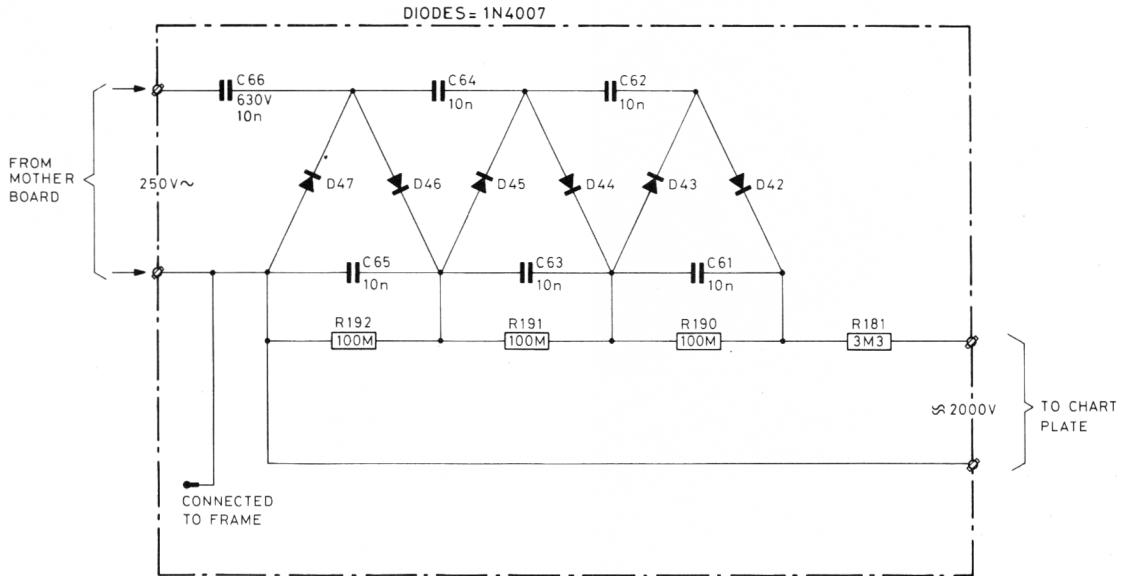 DIODES = 1N4007
C66
630V
10n
C64
10n
C62
10n
FROM
MOTHER
BOARD
250V~
D47
D46
D45
D44
D43
D42
C65
10n
C63
10n
C61
10n
R192
100M
R191
100M
R190
100M
R181
3M3
≈ 2000V
TO CHART
PLATE
CONNECTED
TO FRAME